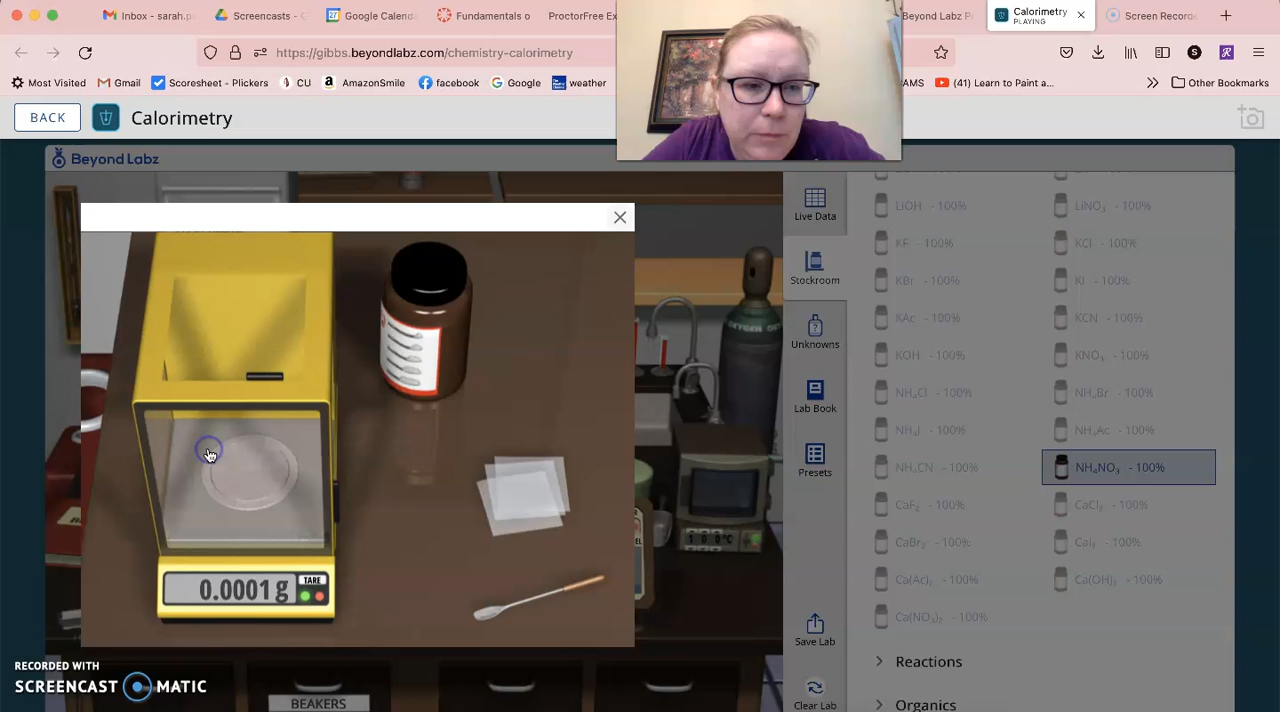 Inbox - sarah.p
Screencasts - G
Google Calend
Fundamentals o
ProctorFree Ex
Beyond Labz P
Calorimetry
PLAYING
Screen Record
https://gibbs.beyondlabz.com/chemistry-calorimetry
Most Visited
Gmail
Scoresheet - Plickers
CU
AmazonSmile
facebook
Google
weather
AMS
(41) Learn to Paint a...
Other Bookmarks
BACK
Calorimetry
Beyond Labz
Live Data
Stockroom
Unknowns
Lab Book
Presets
Save Lab
Clear Lab
LiOH - 100%
LiNO₃ - 100%
KF - 100%
KCl - 100%
KBr - 100%
KI - 100%
KAc - 100%
KCN - 100%
KOH - 100%
KNO₃ - 100%
NH₄Cl - 100%
NH₄Br - 100%
NH₄I - 100%
NH₄Ac - 100%
NH₄CN - 100%
NH₄NO₃ - 100%
CaF₂ - 100%
CaCl₂ - 100%
CaBr₂ - 100%
CaI₂ - 100%
Ca(Ac)₂ - 100%
Ca(OH)₂ - 100%
Ca(NO₃)₂ - 100%
Reactions
Organics
OXYGEN
100°C
0.0001 g
TARE
BEAKERS
RECORDED WITH
SCREENCAST MATIC